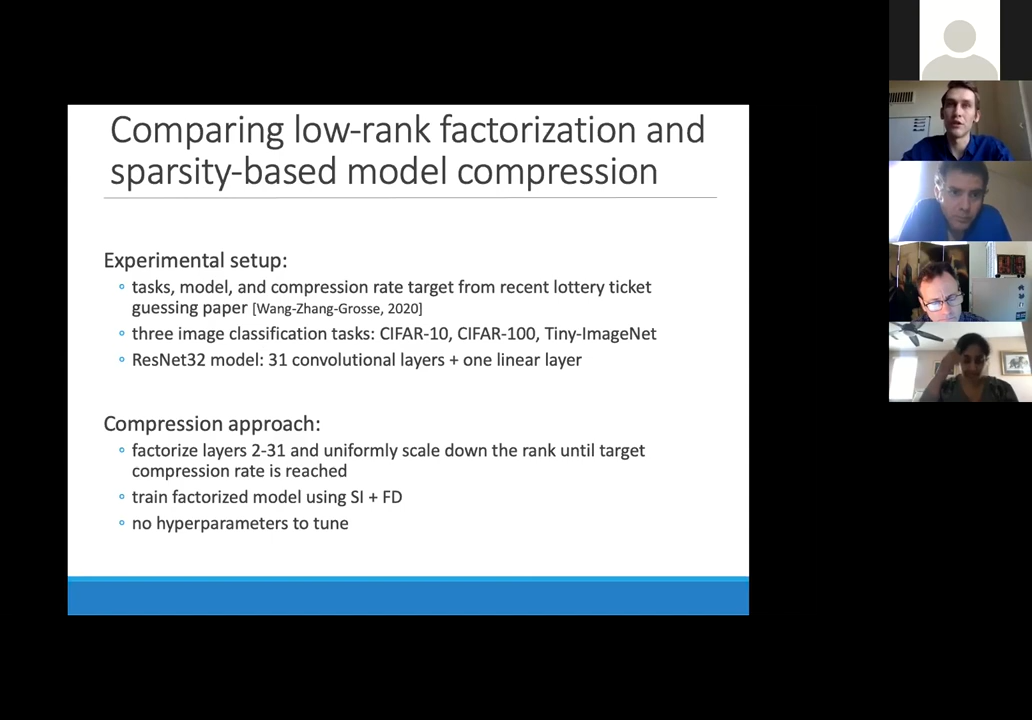 Comparing low-rank factorization and
sparsity-based model compression
Experimental setup:
◦ tasks, model, and compression rate target from recent lottery ticket
guessing paper [Wang-Zhang-Grosse, 2020]
◦ three image classification tasks: CIFAR-10, CIFAR-100, Tiny-ImageNet
◦ ResNet32 model: 31 convolutional layers + one linear layer
Compression approach:
◦ factorize layers 2-31 and uniformly scale down the rank until target
compression rate is reached
◦ train factorized model using SI + FD
◦ no hyperparameters to tune